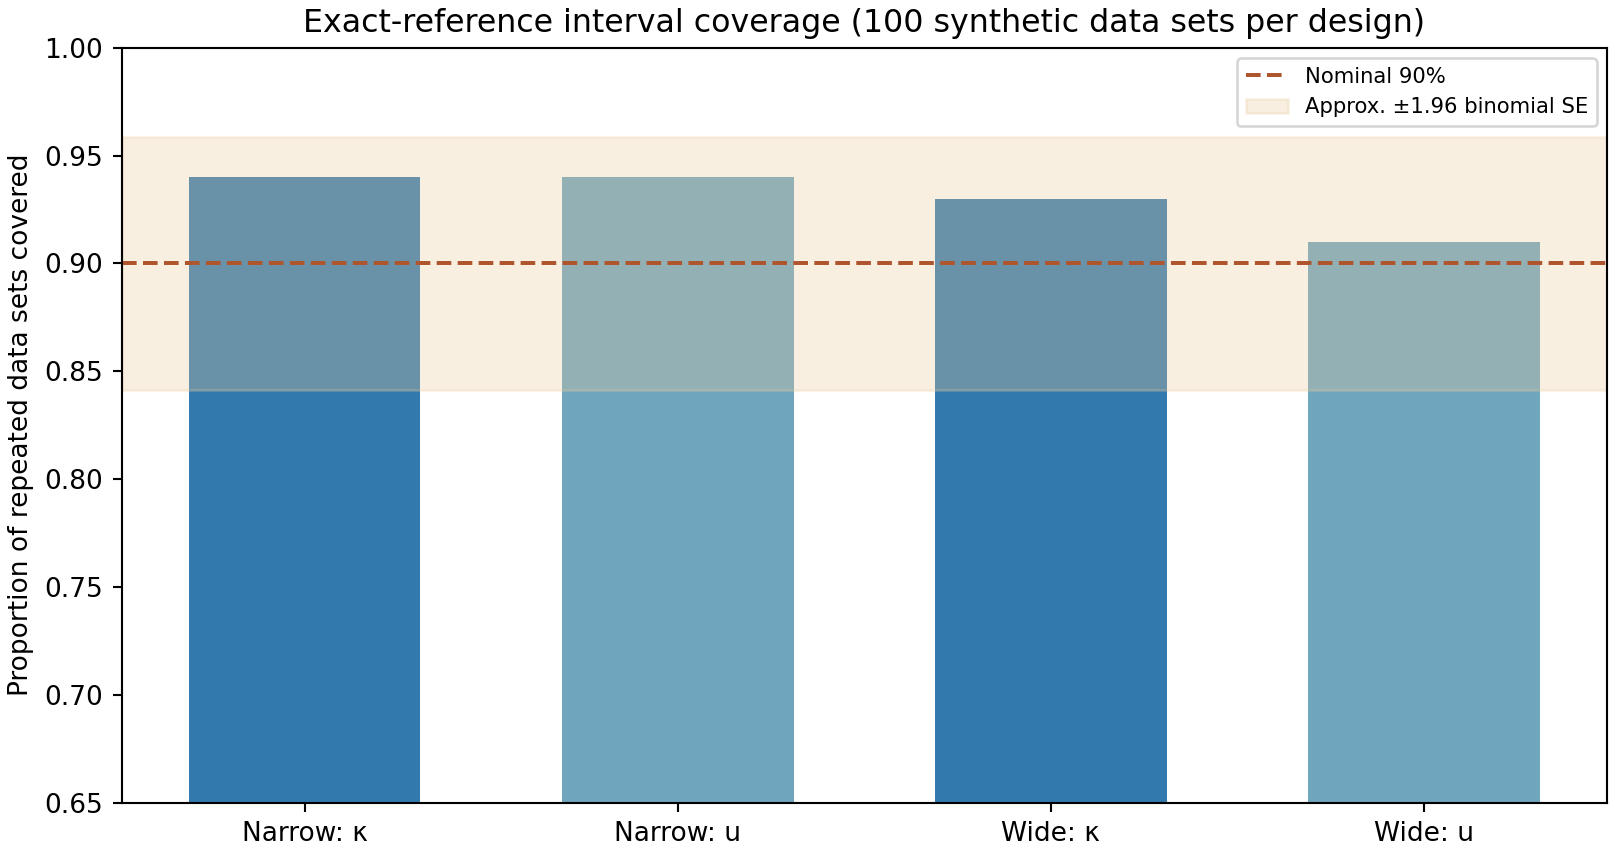 Exact-reference interval coverage (100 synthetic data sets per design)
Nominal 90%
Approx. ±1.96 binomial SE
Proportion of repeated data sets covered
1.00
0.95
0.90
0.85
0.80
0.75
0.70
0.65
Narrow: κ
Narrow: u
Wide: κ
Wide: u